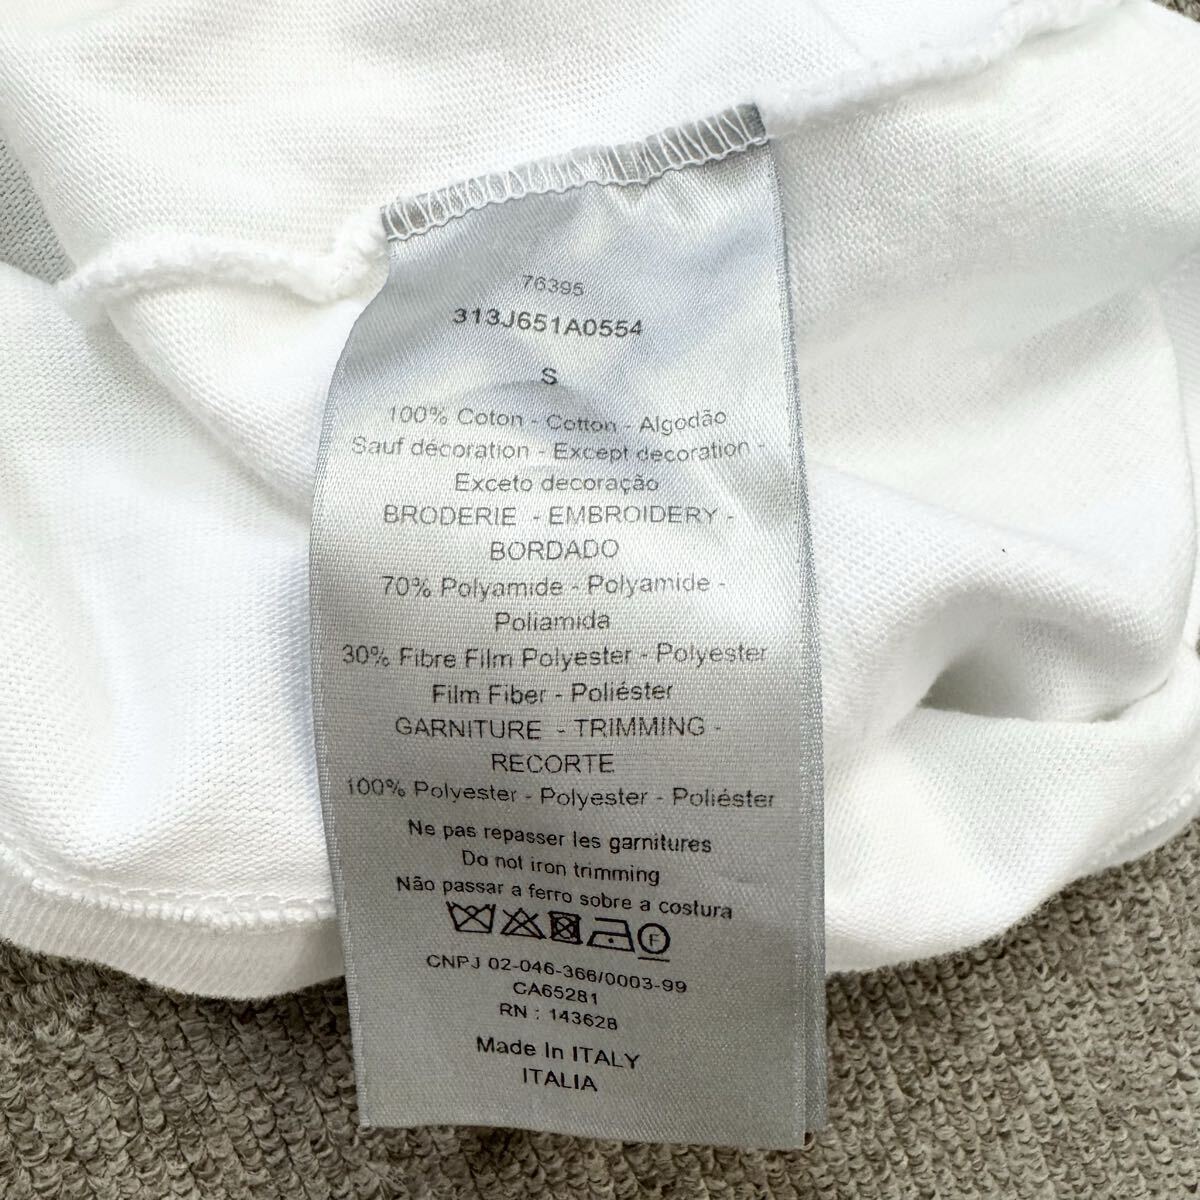 76395
313J651A0554
S
100% Coton - Cotton - Algodão
Sauf décoration - Except decoration -
Exceto decoração
BRODERIE - EMBROIDERY -
BORDADO
70% Polyamide - Polyamide -
Poliamida
30% Fibre Film Polyester - Polyester
Film Fiber - Poliéster
GARNITURE - TRIMMING -
RECORTE
100% Polyester - Polyester - Poliéster
Ne pas repasser les garnitures
Do not iron trimming
Não passar a ferro sobre a costura
F
CNPJ 02-046-366/0003-99
CA65281
RN : 143628
Made In ITALY
ITALIA